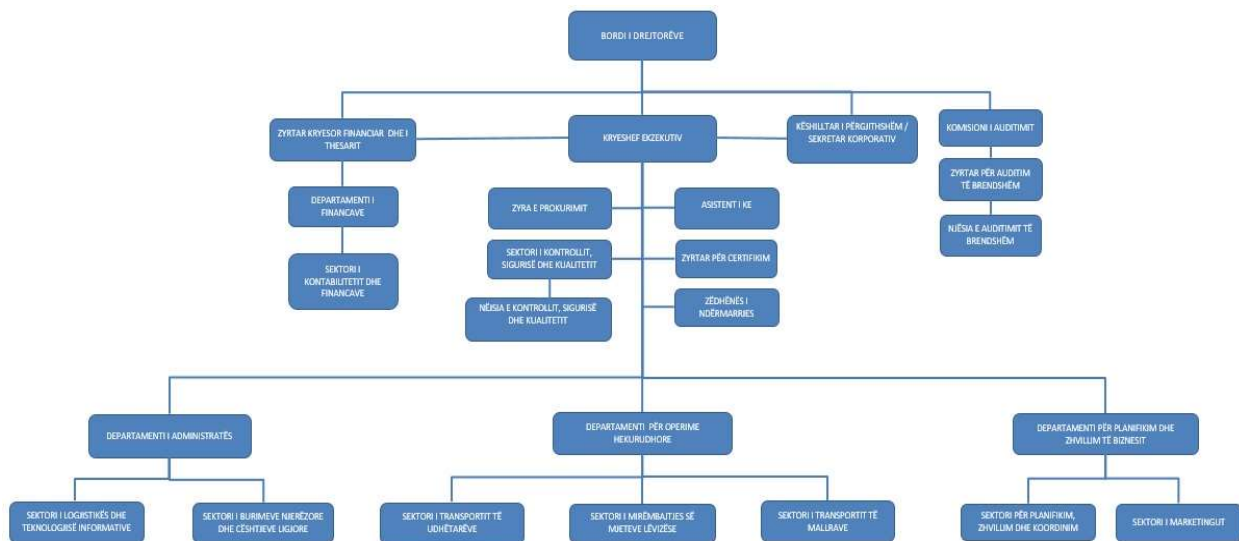 BORDI I DREJTORËVE
ZYRTAR KRYESOR FINANCIAR DHE I
THESARIT
KRYESHEF EKZEKUTIV
KËSHILLTAR I PËRGJITHSHËM /
SEKRETAR KORPORATIV
KOMISIONI I AUDITIMIT
DEPARTAMENTI I
FINANCAVE
ZYRA E PROKURIMIT
ASISTENT I KE
ZYRTAR PËR AUDITIM
TË BRENDSHËM
SEKTORI I
KONTABILITETIT DHE
FINANCAVE
SEKTORI I KONTROLLIT,
SIGURISË DHE KUALITETIT
ZYRTAR PËR CERTIFIKIM
NJËSIA E AUDITIMIT TË
BRENDSHËM
NËJSIA E KONTROLLIT, SIGURISË
DHE KUALITETIT
ZËDHËNËS I
NDËRMARRJES
DEPARTAMENTI I ADMINISTRATËS
DEPARTAMENTI PËR OPERIME
HEKURUDHORE
DEPARTAMENTI PËR PLANIFIKIM DHE
ZHVILLIM TË BIZNESIT
SEKTORI I LOGJISTIKËS DHE
TEKNOLOGJISË INFORMATIVE
SEKTORI I BURIMEVE NJERËZORE
DHE CËSHTJEVE LIGJORE
SEKTORI I TRANSPORTIT TË
UDHËTARËVE
SEKTORI I MIRËMBAJTJES SË
MJETEVE LËVIZËSE
SEKTORI I TRANSPORTIT TË
MALLRAVE
SEKTORI PËR PLANIFIKIM,
ZHVILLIM DHE KOORDINIM
SEKTORI I MARKETINGUT